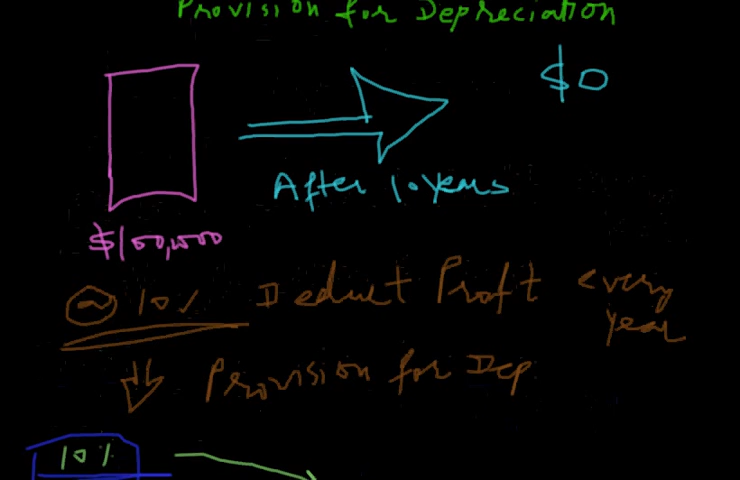 Provision for Depreciation
$0
After 10 years
$100,000
@ 10% Deduct Profit every
year
Provision for Dep
10%